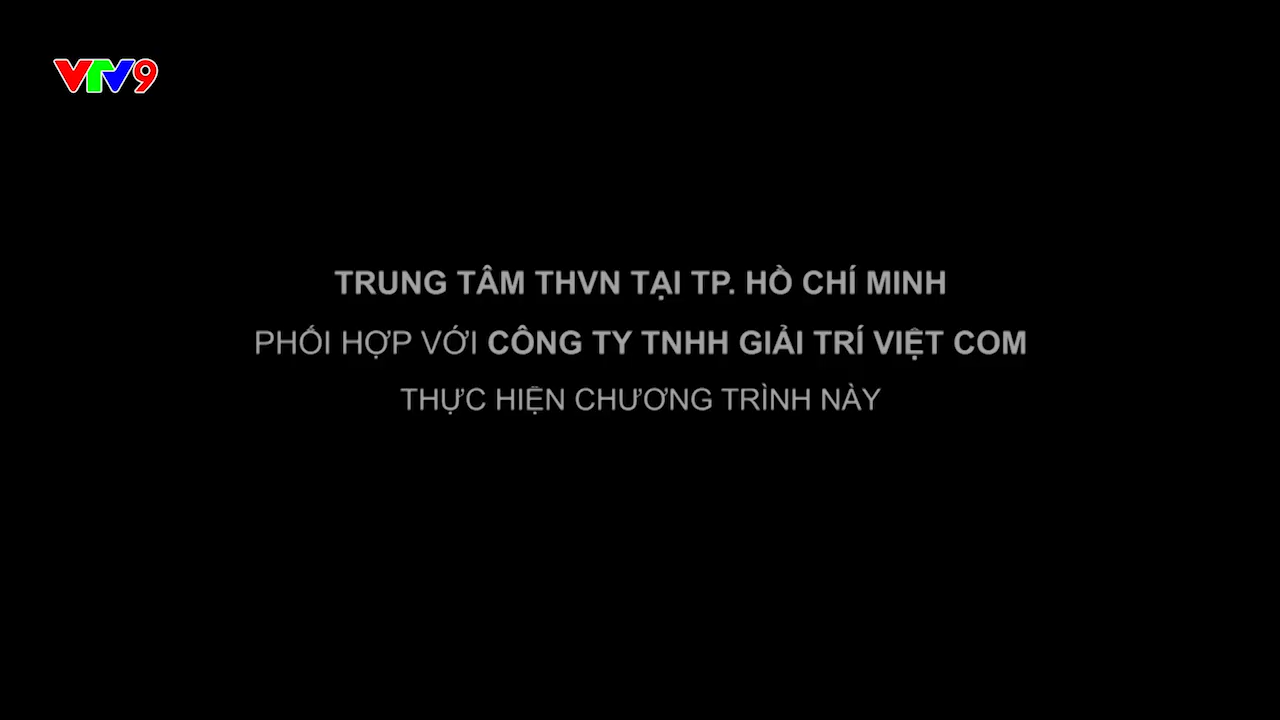 VTV9
TRUNG TÂM THVN TẠI TP. HỒ CHÍ MINH
PHỐI HỢP VỚI CÔNG TY TNHH GIẢI TRÍ VIỆT COM
THỰC HIỆN CHƯƠNG TRÌNH NÀY